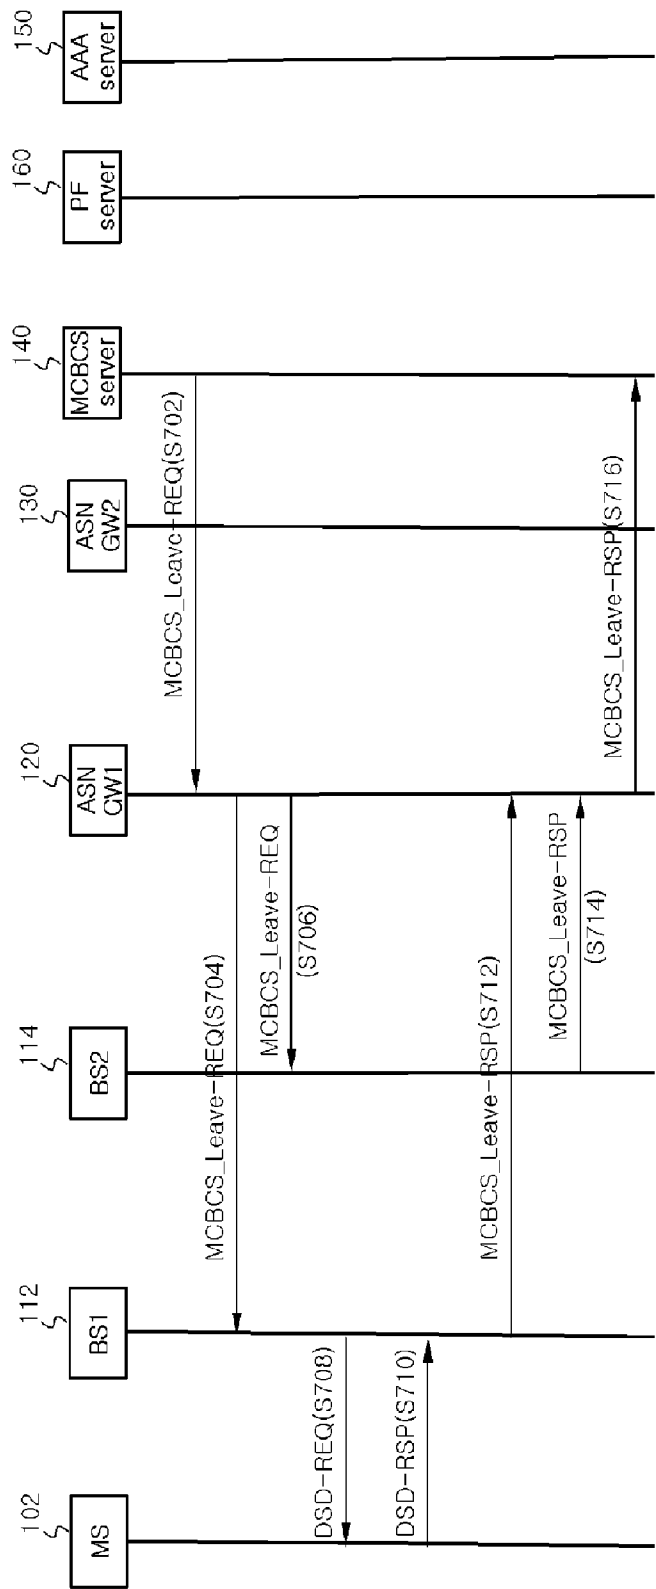 102
MS
112
BS1
114
BS2
120
ASN
GW1
130
ASN
GW2
140
MCBCS
server
160
PF
server
150
AAA
server
MCBCS_Leave-REQ(S702)
MCBCS_Leave-REQ(S704)
MCBCS_Leave-REQ
(S706)
DSD-REQ(S708)
DSD-RSP(S710)
MCBCS_Leave-RSP(S712)
MCBCS_Leave-RSP
(S714)
MCBCS_Leave-RSP(S716)